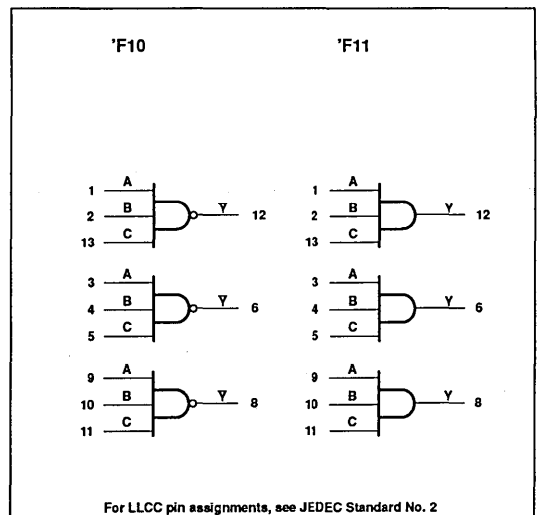 'F10 'F11
A A
1 Y̅ 1 Y
B B
2 12 2 12
C C
13 13
A A
3 Y̅ 3 Y
B B
4 6 4 6
C C
5 5
A A
9 Y̅ 9 Y
B B
10 8 10 8
C C
11 11
For LLCC pin assignments, see JEDEC Standard No. 2